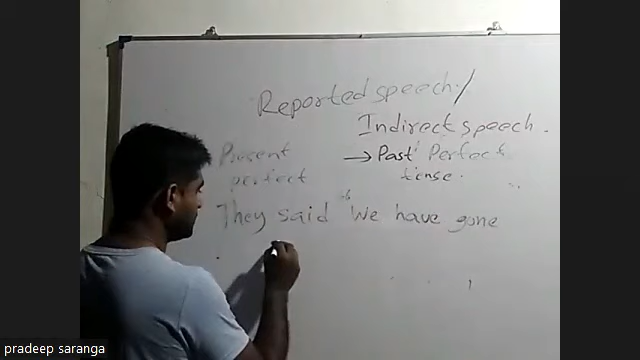 Reported speech /
Indirect speech.
Present → Past Perfect
perfect tense.
They said "We have gone
pradeep saranga